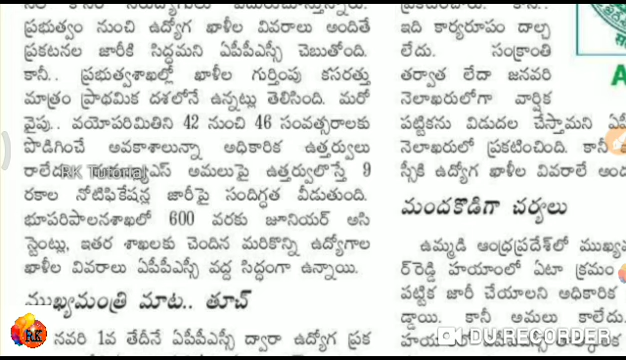 ప్రభుత్వం నుంచి ఉద్యోగ ఖాళీల వివరాలు అందితే
ప్రకటనల జారీకి సిద్ధమని ఏపీపీఎస్సీ చెబుతోంది.
కానీ.. ప్రభుత్వశాఖల్లో ఖాళీల గుర్తింపు కసరత్తు
మాత్రం ప్రాథమిక దశలోనే ఉన్నట్లు తెలిసింది. మరో
వైపు.. వయోపరిమితిని 42 నుంచి 46 సంవత్సరాలకు
పొడిగించే అవకాశాలున్నా అధికారిక ఉత్తర్వులు
రాలేదు. అమలుపై ఉత్తర్వులొస్తే 9
RK Tutorial
రకాల నోటిఫికేషన్ల జారీపై సందిగ్ధత వీడుతుంది.
భూపరిపాలనశాఖలో 600 వరకు జూనియర్ అసి
స్టెంట్లు, ఇతర శాఖలకు చెందిన మరికొన్ని ఉద్యోగాల
ఖాళీల వివరాలు ఏపీపీఎస్సీ వద్ద సిద్ధంగా ఉన్నాయి.
ముఖ్యమంత్రి మాట.. తూచ్
నవరి 1వ తేదీనే ఏపీపీఎస్సీ ద్వారా ఉద్యోగ ప్రక
RK
ఇది కార్యరూపం దాల్చ
లేదు. సంక్రాంతి
తర్వాత లేదా జనవరి
నెలాఖరులోగా వార్షిక
పట్టికను విడుదల చేస్తామని ఏపీ
నెలాఖరులో ప్రకటించింది. కానీ
స్సీకి ఉద్యోగ ఖాళీల వివరాలే అంద
మందకొడిగా చర్యలు
ఉమ్మడి ఆంధ్రప్రదేశ్‌లో ముఖ్య
ర్‌రెడ్డి హయాంలో ఏటా క్రమం
పట్టిక జారీ చేయాలని అధికారిక
డ్డాయి. కానీ అమలు కాలేదు.
DU RECORDER
A